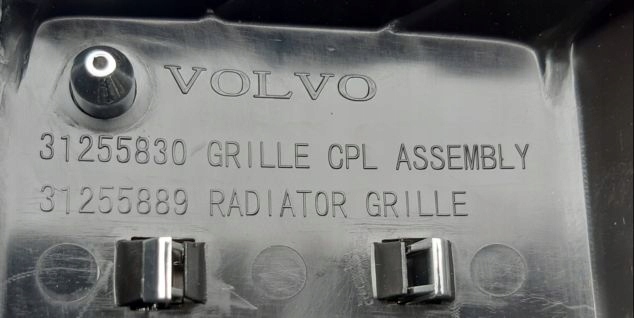 VOLVO
31255830 GRILLE CPL ASSEMBLY
31255889 RADIATOR GRILLE